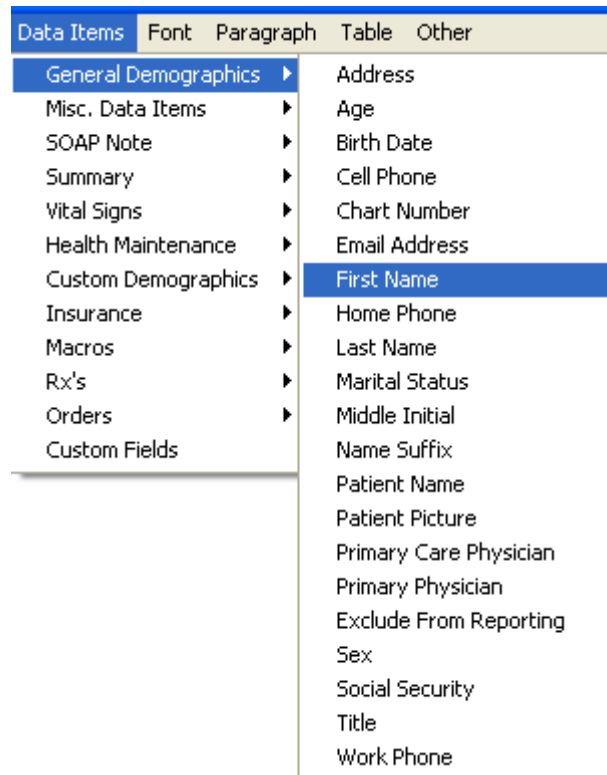 Data Items Font Paragraph Table Other
General Demographics
Misc. Data Items
SOAP Note
Summary
Vital Signs
Health Maintenance
Custom Demographics
Insurance
Macros
Rx's
Orders
Custom Fields
Address
Age
Birth Date
Cell Phone
Chart Number
Email Address
First Name
Home Phone
Last Name
Marital Status
Middle Initial
Name Suffix
Patient Name
Patient Picture
Primary Care Physician
Primary Physician
Exclude From Reporting
Sex
Social Security
Title
Work Phone